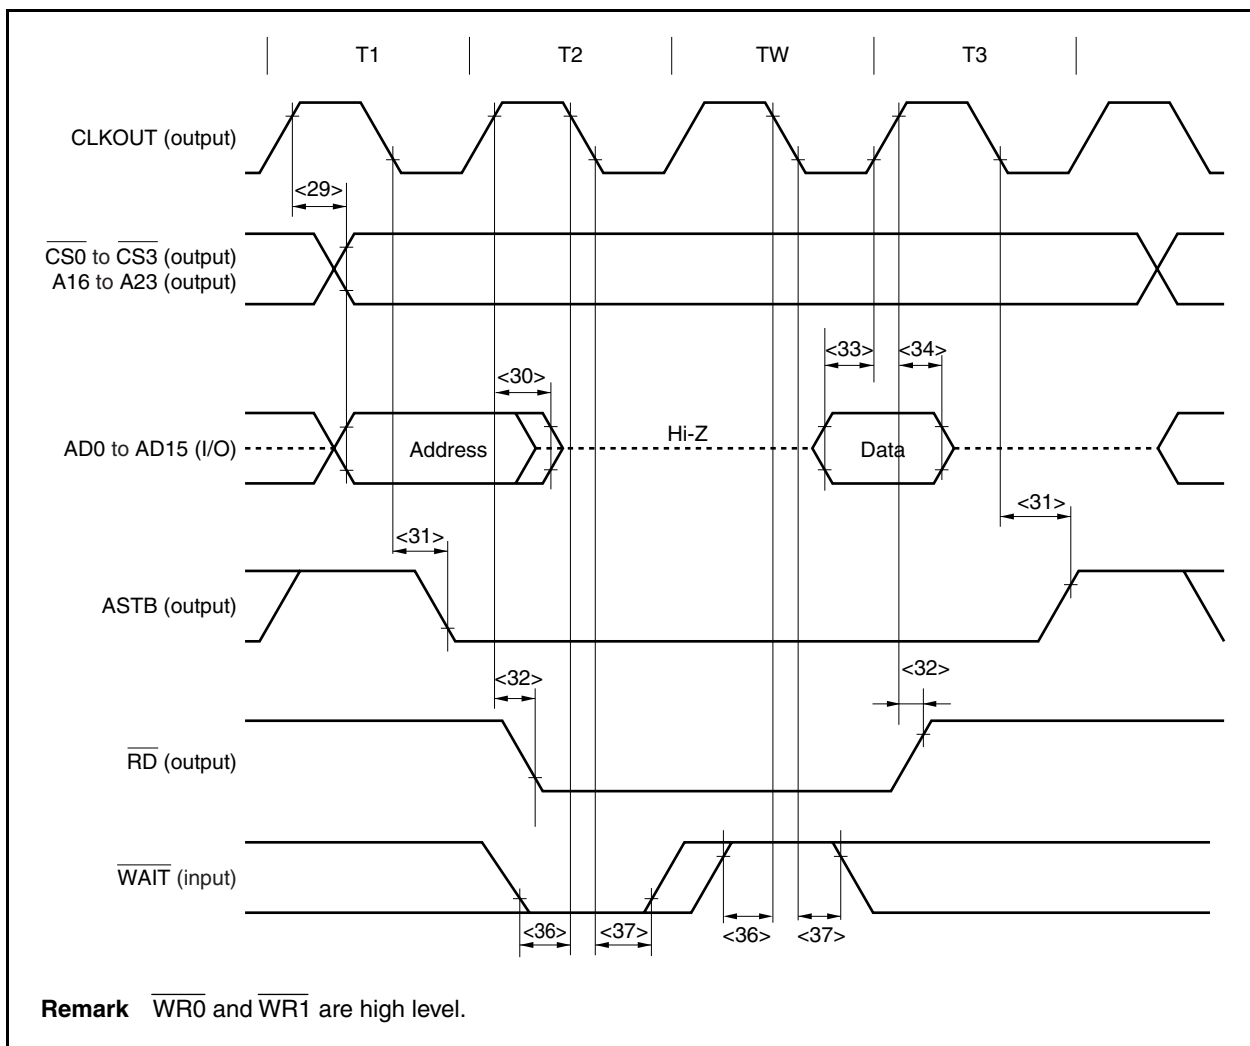 T1 T2 TW T3
CLKOUT (output)
<29>
CS0 to CS3 (output)
A16 to A23 (output)
<33> <34>
<30>
AD0 to AD15 (I/O) Address Hi-Z Data
<31> <31>
ASTB (output)
<32> <32>
RD (output)
WAIT (input)
<36> <37> <36> <37>
Remark WR0 and WR1 are high level.